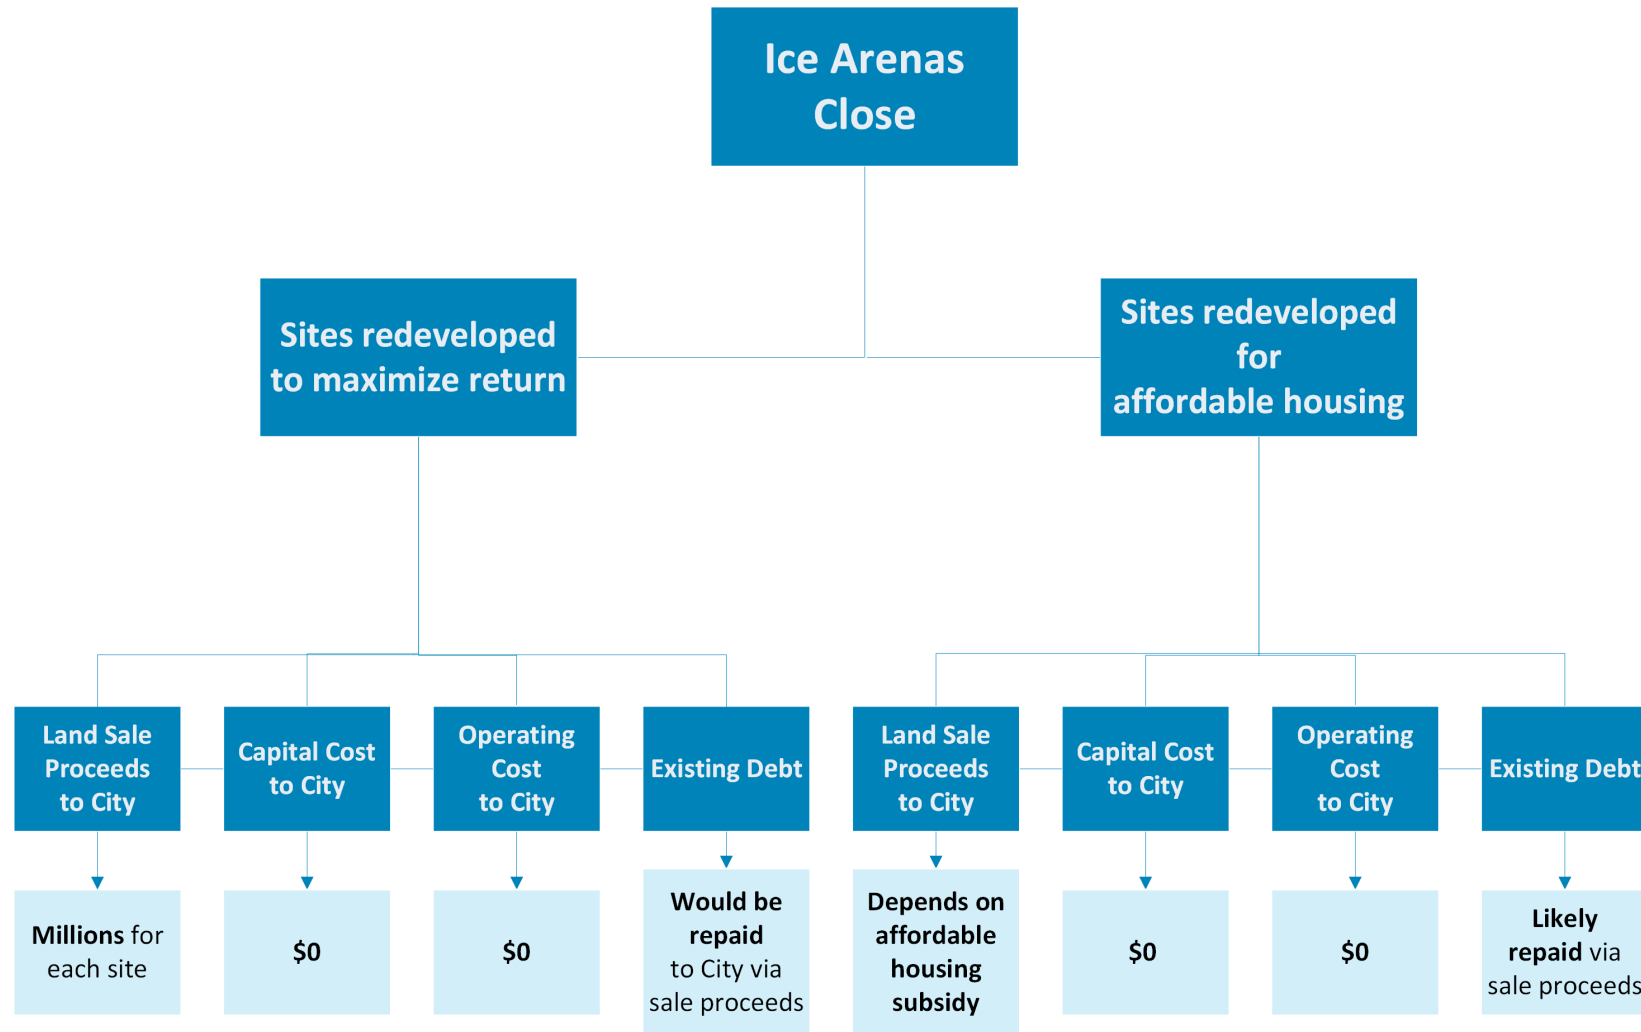 Ice Arenas
Close
Sites redeveloped
to maximize return
Sites redeveloped
for
affordable housing
Land Sale
Proceeds
to City
Capital Cost
to City
Operating
Cost
to City
Existing Debt
Land Sale
Proceeds
to City
Capital Cost
to City
Operating
Cost
to City
Existing Debt
Millions for
each site
$0
$0
Would be
repaid
to City via
sale proceeds
Depends on
affordable
housing
subsidy
$0
$0
Likely
repaid via
sale proceeds